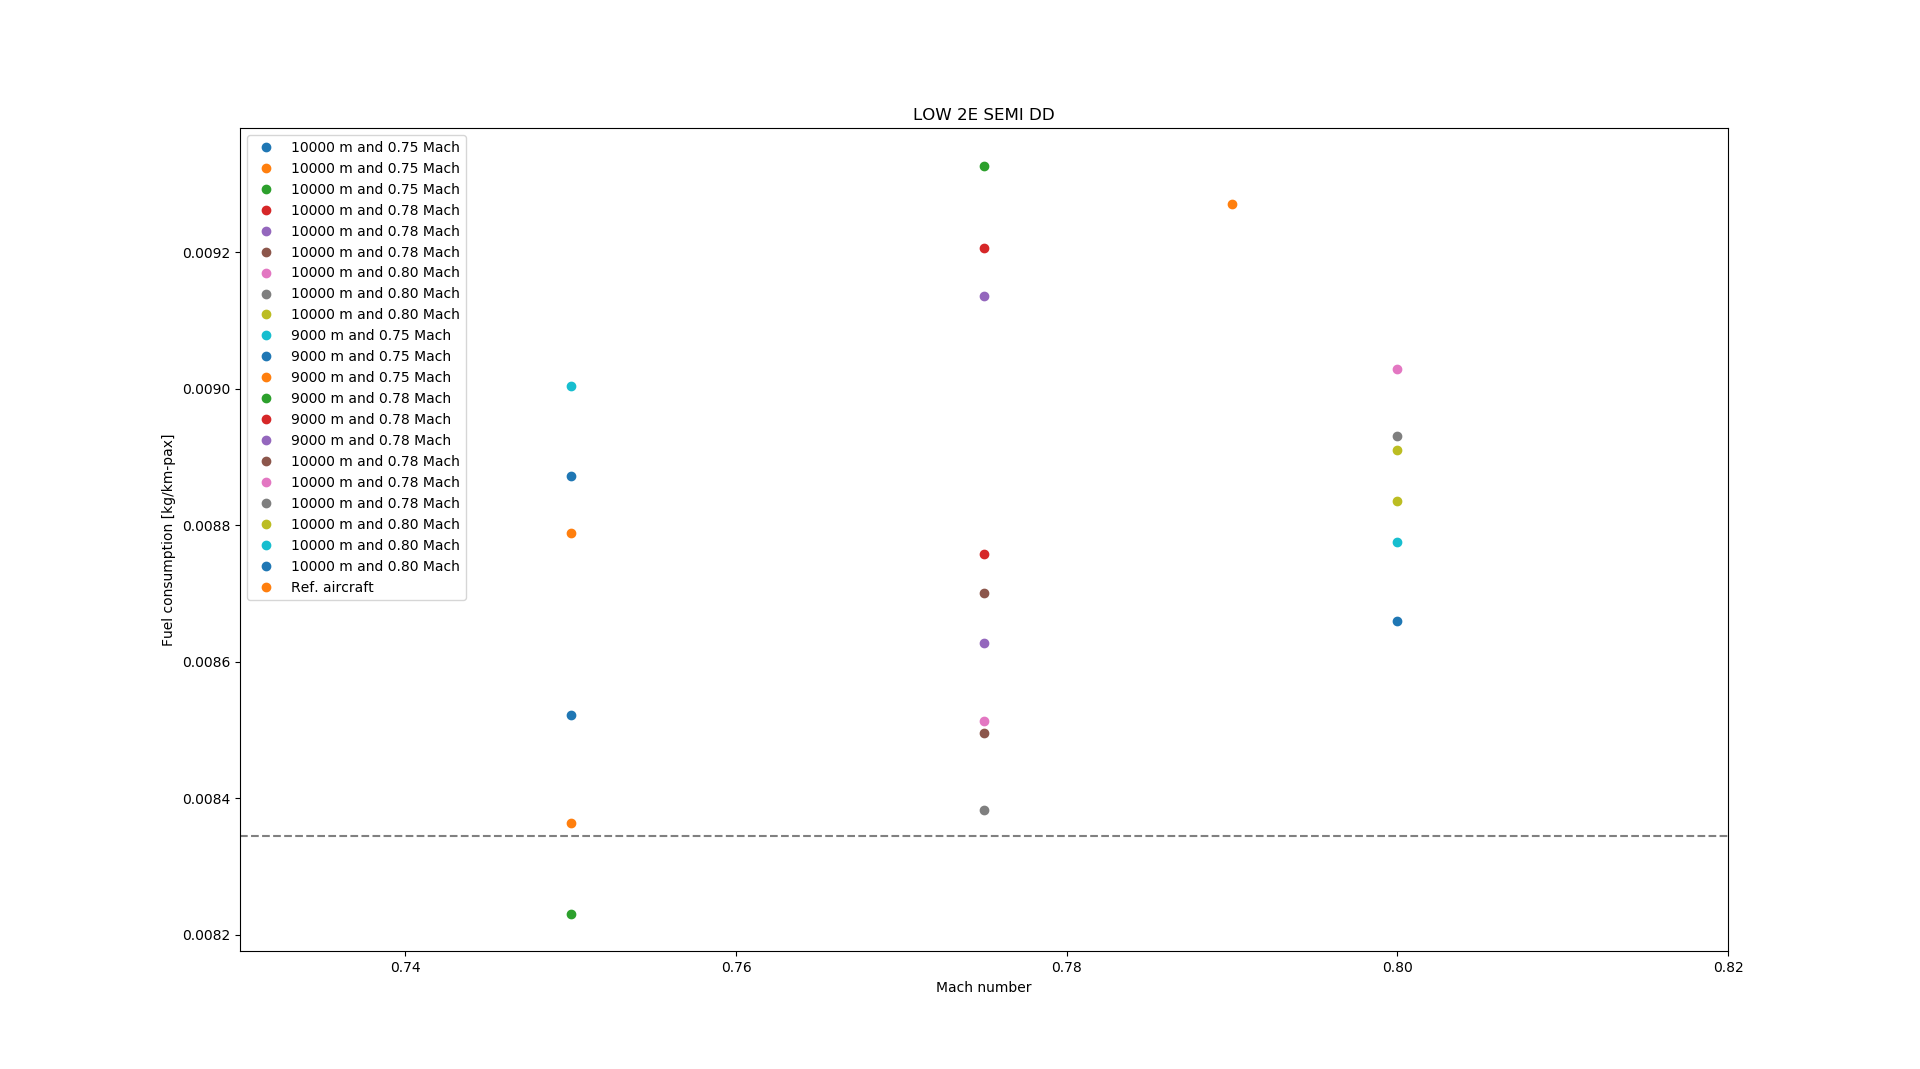 LOW 2E SEMI DD
10000 m and 0.75 Mach
10000 m and 0.75 Mach
10000 m and 0.75 Mach
10000 m and 0.78 Mach
10000 m and 0.78 Mach
10000 m and 0.78 Mach
10000 m and 0.80 Mach
10000 m and 0.80 Mach
10000 m and 0.80 Mach
9000 m and 0.75 Mach
9000 m and 0.75 Mach
9000 m and 0.75 Mach
9000 m and 0.78 Mach
9000 m and 0.78 Mach
9000 m and 0.78 Mach
10000 m and 0.78 Mach
10000 m and 0.78 Mach
10000 m and 0.78 Mach
10000 m and 0.80 Mach
10000 m and 0.80 Mach
10000 m and 0.80 Mach
Ref. aircraft
Fuel consumption [kg/km-pax]
0.0092
0.0090
0.0088
0.0086
0.0084
0.0082
0.74
0.76
0.78
0.80
0.82
Mach number